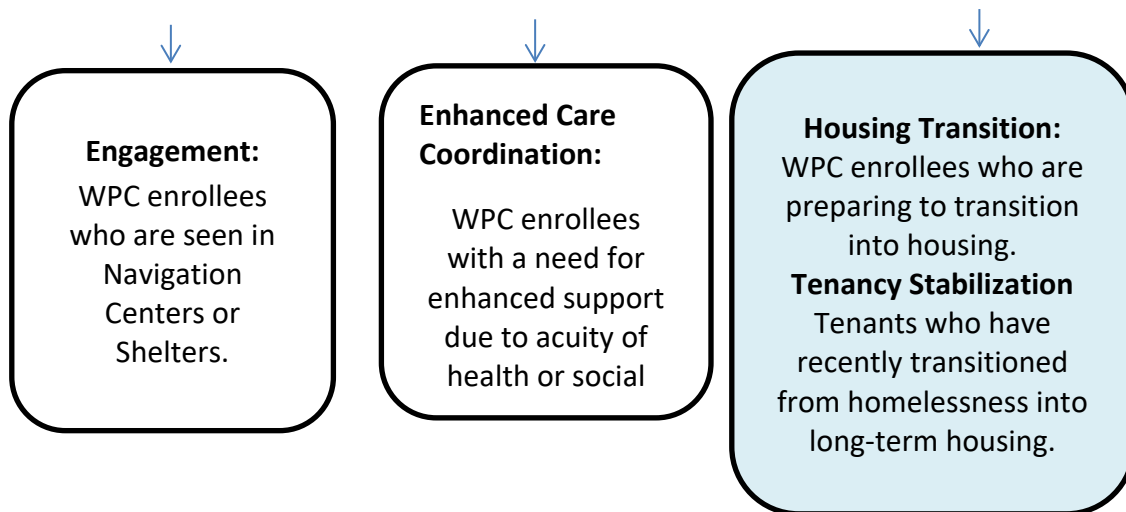 Engagement:
WPC enrollees
who are seen in
Navigation
Centers or
Shelters.
Enhanced Care
Coordination:
WPC enrollees
with a need for
enhanced support
due to acuity of
health or social
Housing Transition:
WPC enrollees who are
preparing to transition
into housing.
Tenancy Stabilization
Tenants who have
recently transitioned
from homelessness into
long-term housing.